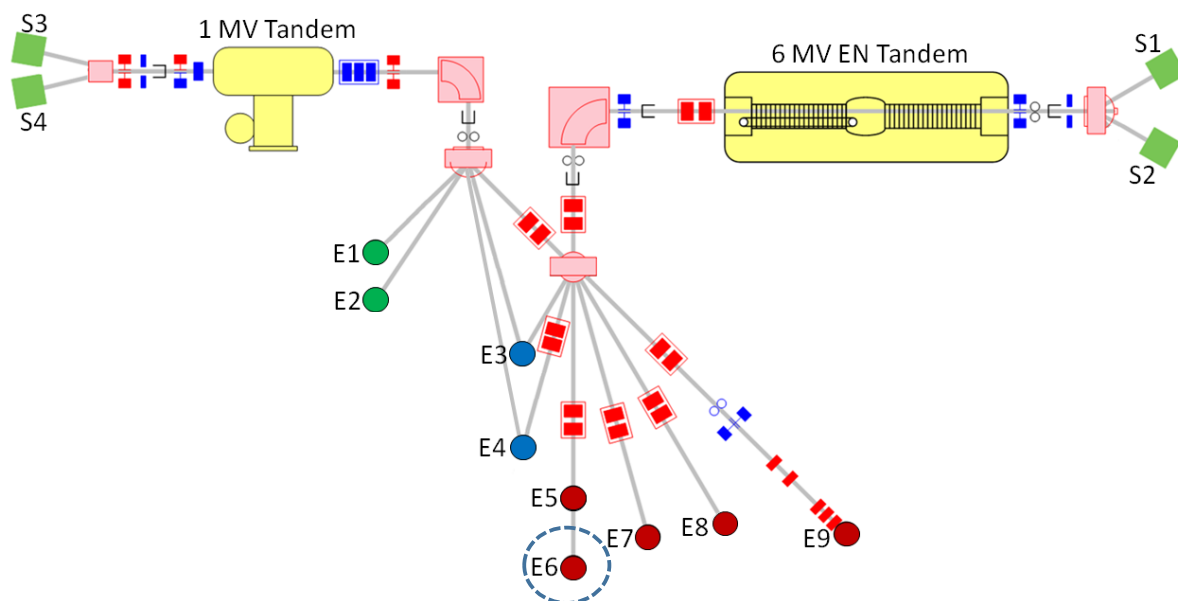 S3
1 MV Tandem
6 MV EN Tandem
S1
S4
S2
E1
E2
E3
E4
E5
E6
E7
E8
E9